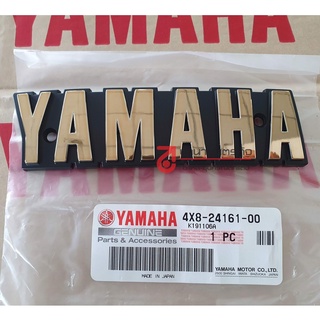 YAMAHA
YAMAHA
YAMAHA 4X8-24161-00
GENUINE K191106A
Parts & Accessories 1 PC
MADE IN JAPAN YAMAHA MOTOR CO.,LTD.